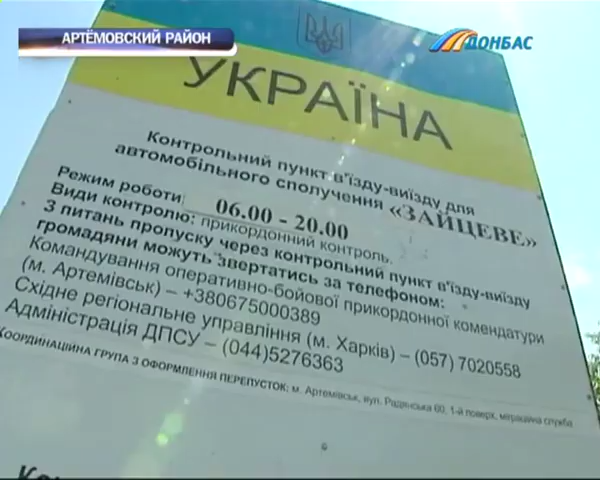 АРТЁМОВСКИЙ РАЙОН
ДОНБАС
УКРАЇНА
Контрольний пункт в'їзду-виїзду для
автомобільного сполучення «ЗАЙЦЕВЕ»
Режим роботи: 06.00 - 20.00
Види контролю: прикордонний контроль.
З питань пропуску через контрольний пункт в'їзду-виїзду
громадяни можуть звертатись за телефоном:
Командування оперативно-бойової прикордонної комендатури
(м. Артемівськ) – +380675000389
Східне регіональне управління (м. Харків) – (057) 7020558
Адміністрація ДПСУ – (044)5276363
КООРДИНАЦІЙНА ГРУПА З ОФОРМЛЕННЯ ПЕРЕПУСТОК: м. Артемівськ, вул. Радянська 60, 1-й поверх, міграційна служба